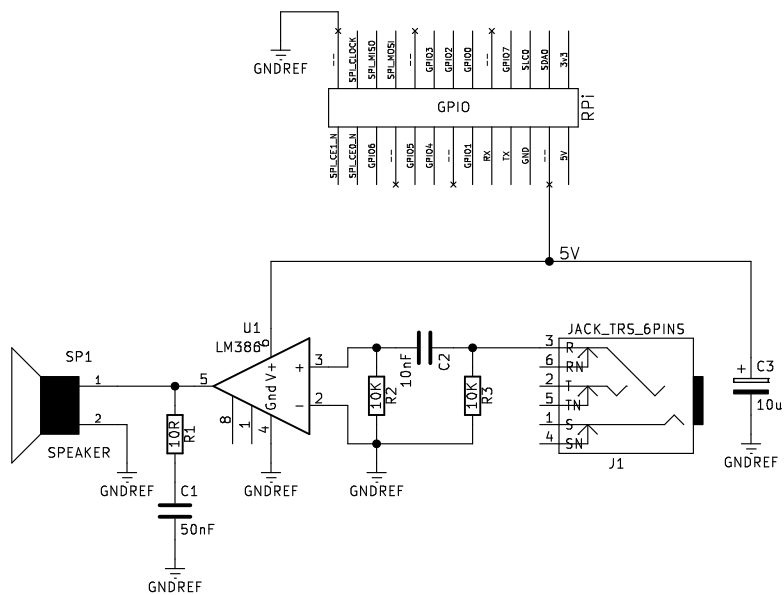 GNDREF
--
SPI_CLOCK
SPI_MISO
SPI_MOSI
--
GPIO3
GPIO2
GPIO0
--
GPIO7
SLC0
SDA0
3v3
GPIO
RPi
SPI_CE1_N
SPI_CE0_N
GPIO6
--
GPIO5
GPIO4
--
GPIO1
RX
TX
GND
--
5V
5V
U1
LM386
6
V+
Gnd
3
+
2
−
5
8
1
4
GNDREF
SP1
1
2
SPEAKER
GNDREF
10R
R1
C1
50nF
GNDREF
10nF
C2
10K
R2
10K
R3
GNDREF
JACK_TRS_6PINS
3 R
6 RN
2 T
5 TN
1 S
4 SN
J1
+
C3
10u
GNDREF